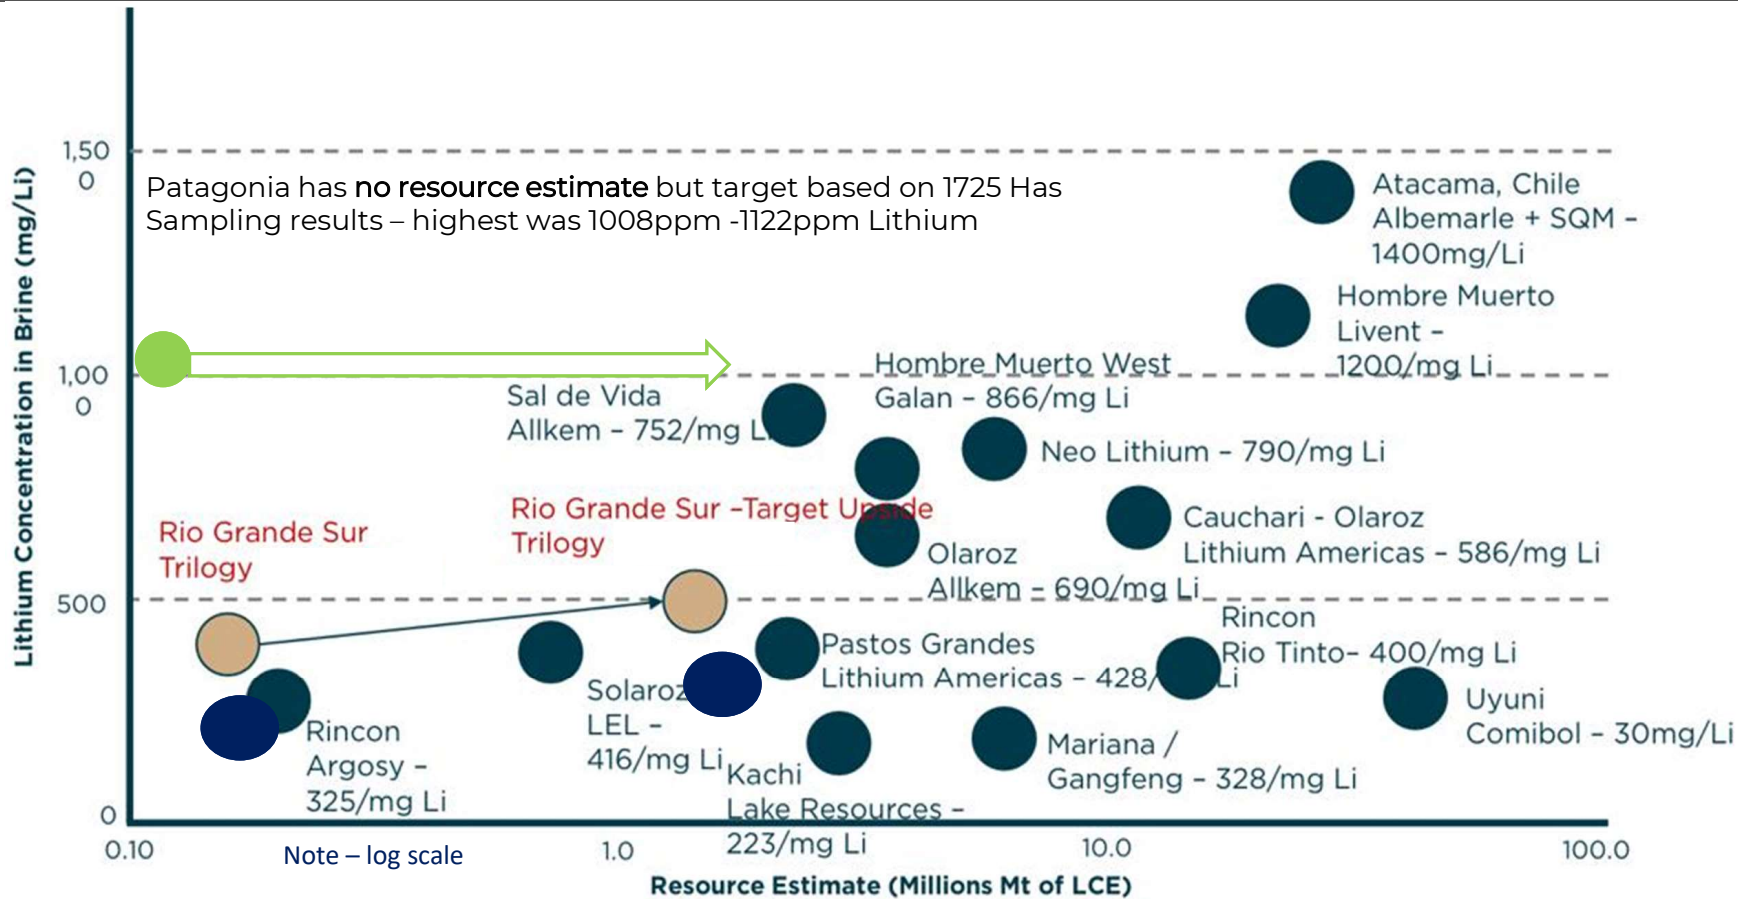 Lithium Concentration in Brine (mg/Li)
1,50
0
Patagonia has no resource estimate but target based on 1725 Has
Sampling results – highest was 1008ppm -1122ppm Lithium
Atacama, Chile
Albemarle + SQM –
1400mg/Li
Hombre Muerto
Livent –
1200/mg Li
1,00
0
Hombre Muerto West
Galan – 866/mg Li
Sal de Vida
Allkem – 752/mg L
Neo Lithium – 790/mg Li
Rio Grande Sur –Target Upside
Trilogy
Rio Grande Sur
Trilogy
Cauchari - Olaroz
Lithium Americas – 586/mg Li
Olaroz
Allkem – 690/mg Li
500
Rincon
Rio Tinto– 400/mg Li
Pastos Grandes
Lithium Americas – 428/ Li
Solaroz
LEL –
416/mg Li
Uyuni
Comibol – 30mg/Li
Rincon
Argosy –
325/mg Li
Mariana /
Gangfeng – 328/mg Li
Kachi
Lake Resources –
223/mg Li
0
0.10
Note – log scale
1.0
10.0
100.0
Resource Estimate (Millions Mt of LCE)